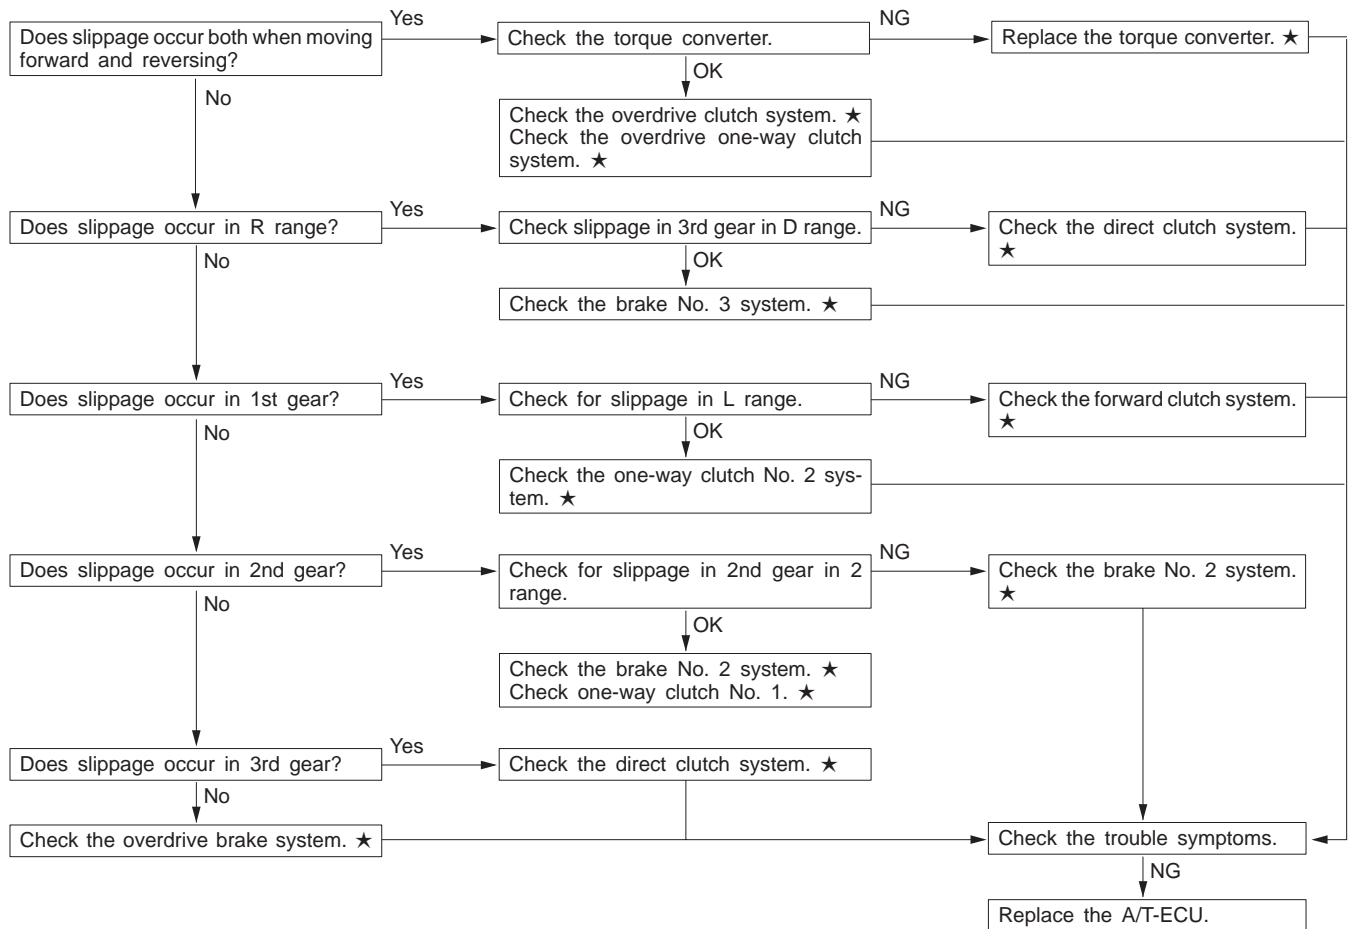 Yes
NG
Does slippage occur both when moving
forward and reversing?
Check the torque converter.
Replace the torque converter. ★
No
OK
Check the overdrive clutch system. ★
Check the overdrive one-way clutch
system. ★
Yes
NG
Does slippage occur in R range?
Check slippage in 3rd gear in D range.
Check the direct clutch system.
★
No
OK
Check the brake No. 3 system. ★
Yes
NG
Does slippage occur in 1st gear?
Check for slippage in L range.
Check the forward clutch system.
★
No
OK
Check the one-way clutch No. 2 sys-
tem. ★
Yes
NG
Does slippage occur in 2nd gear?
Check for slippage in 2nd gear in 2
range.
Check the brake No. 2 system.
★
No
OK
Check the brake No. 2 system. ★
Check one-way clutch No. 1. ★
Yes
Does slippage occur in 3rd gear?
Check the direct clutch system. ★
No
Check the overdrive brake system. ★
Check the trouble symptoms.
NG
Replace the A/T-ECU.